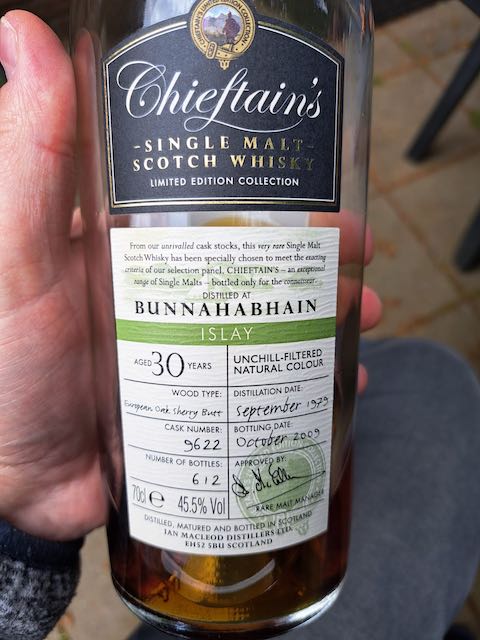 Chieftain's
-SINGLE MALT-
SCOTCH WHISKY
LIMITED EDITION COLLECTION
From our unrivalled cask stocks, this very rare Single Malt
Scotch Whisky has been specially chosen to meet the exacting
criteria of our selection panel, CHIEFTAIN'S – an exceptional
range of Single Malts – bottled only for the connoisseur.
DISTILLED AT
BUNNAHABHAIN
ISLAY
AGED 30 YEARS
UNCHILL-FILTERED
NATURAL COLOUR
WOOD TYPE:
European Oak Sherry Butt
DISTILLATION DATE:
September 1979
CASK NUMBER:
9622
BOTTLING DATE:
October 2009
NUMBER OF BOTTLES:
612
APPROVED BY:
70cl e 45.5% Vol
RARE MALT MANAGER
DISTILLED, MATURED AND BOTTLED IN SCOTLAND
IAN MACLEOD DISTILLERS LTD.
EH52 5BU SCOTLAND